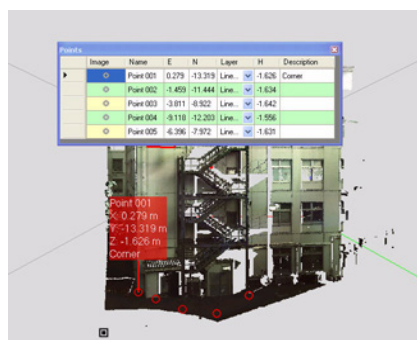 Points
Image Name E N Layer H Description
Point 001 0.279 -13.319 Line... -1.626 Corner
Point 002 -1.459 -11.444 Line... -1.634
Point 003 -3.811 -8.922 Line... -1.642
Point 004 -9.118 -12.203 Line... -1.556
Point 005 -6.396 -7.972 Line... -1.631
Point 001
X: 0.279 m
Y: -13.319 m
Z: -1.626 m
Corner